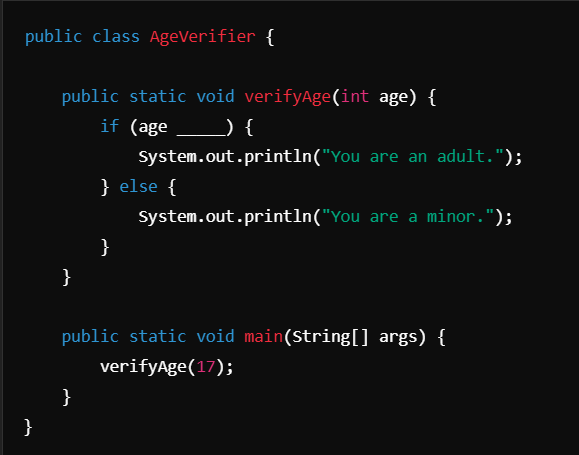 public class AgeVerifier {
public static void verifyAge(int age) {
if (age _____) {
System.out.println("You are an adult.");
} else {
System.out.println("You are a minor.");
}
}
public static void main(String[] args) {
verifyAge(17);
}
}